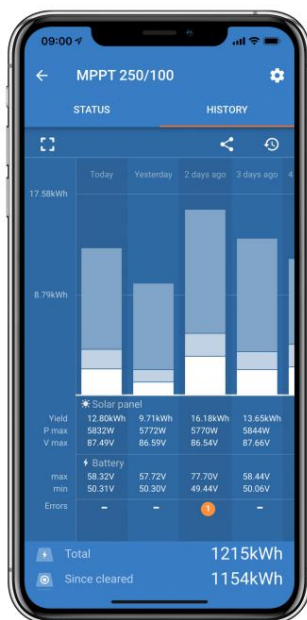 09:00
MPPT 250/100
STATUS HISTORY
Today Yesterday 2 days ago 3 days ago 4
17.58kWh
8.79kWh
Solar panel
Yield 12.80kWh 9.71kWh 16.18kWh 13.65kWh
P max 5832W 5772W 5770W 5844W
V max 87.49V 86.59V 86.54V 87.66V
Battery
max 58.32V 57.72V 77.70V 58.44V
min 50.31V 50.30V 49.44V 50.06V
Errors – – 1 –
Total 1215kWh
Since cleared 1154kWh